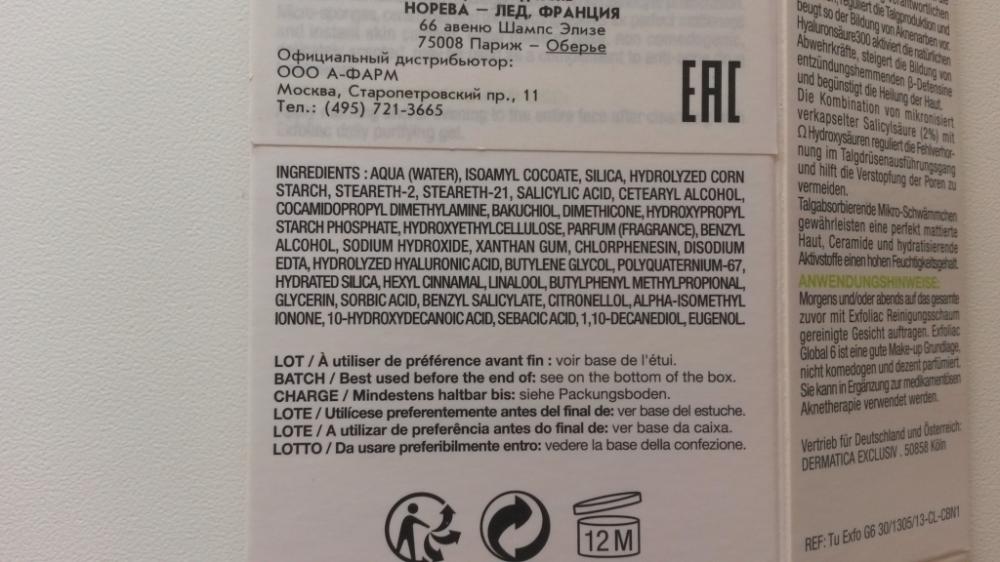 НОРЕВА — ЛЕД, ФРАНЦИЯ
66 авеню Шампс Элизе
75008 Париж – Оберье
Официальный дистрибьютор:
ООО А-ФАРМ
Москва, Старопетровский пр., 11
Тел.: (495) 721-3665
EAC
INGREDIENTS : AQUA (WATER), ISOAMYL COCOATE, SILICA, HYDROLYZED CORN
STARCH, STEARETH-2, STEARETH-21, SALICYLIC ACID, CETEARYL ALCOHOL,
COCAMIDOPROPYL DIMETHYLAMINE, BAKUCHIOL, DIMETHICONE, HYDROXYPROPYL
STARCH PHOSPHATE, HYDROXYETHYLCELLULOSE, PARFUM (FRAGRANCE), BENZYL
ALCOHOL, SODIUM HYDROXIDE, XANTHAN GUM, CHLORPHENESIN, DISODIUM
EDTA, HYDROLYZED HYALURONIC ACID, BUTYLENE GLYCOL, POLYQUATERNIUM-67,
HYDRATED SILICA, HEXYL CINNAMAL, LINALOOL, BUTYLPHENYL METHYLPROPIONAL,
GLYCERIN, SORBIC ACID, BENZYL SALICYLATE, CITRONELLOL, ALPHA-ISOMETHYL
IONONE, 10-HYDROXYDECANOIC ACID, SEBACIC ACID, 1,10-DECANEDIOL, EUGENOL.
LOT / À utiliser de préférence avant fin : voir base de l'étui.
BATCH / Best used before the end of: see on the bottom of the box.
CHARGE / Mindestens haltbar bis: siehe Packungsboden.
LOTE / Utilícese preferentemente antes del final de: ver base del estuche.
LOTE / A utilizar de preferência antes do final de: ver base da caixa.
LOTTO / Da usare preferibilmente entro: vedere la base della confezione.
12 M
reguliert die Talgproduktion und
beugt so der Bildung von Aknenarben vor.
Hyaluronsäure300 aktiviert die natürlichen
Abwehrkräfte, steigert die Bildung von
entzündungshemmenden β-Defensine
und begünstigt die Heilung der Haut.
Die Kombination von mikronisiert
verkapselter Salicylsäure (2%) mit
Ω Hydroxysäuren reguliert die Fehlverhor-
nung im Talgdrüsenausführungsgang
und hilft die Verstopfung der Poren zu
vermeiden.
Talgabsorbierende Mikro-Schwämmchen
gewährleisten eine perfekt mattierte
Haut, Ceramide und hydratisierende
Aktivstoffe einen hohen Feuchtigkeitsgehalt.
ANWENDUNGSHINWEISE:
Morgens und/oder abends auf das gesamte
zuvor mit Exfoliac Reinigungsschaum
gereinigte Gesicht auftragen. Exfoliac
Global 6 ist eine gute Make-up Grundlage,
nicht komedogen und dezent parfümiert.
Sie kann in Ergänzung zur medikamentösen
Aknetherapie verwendet werden.
Vertrieb für Deutschland und Österreich:
DERMATICA EXCLUSIV . 50858 Köln
REF: Tu Exfo G6 30/1305/13-CL-CBN1